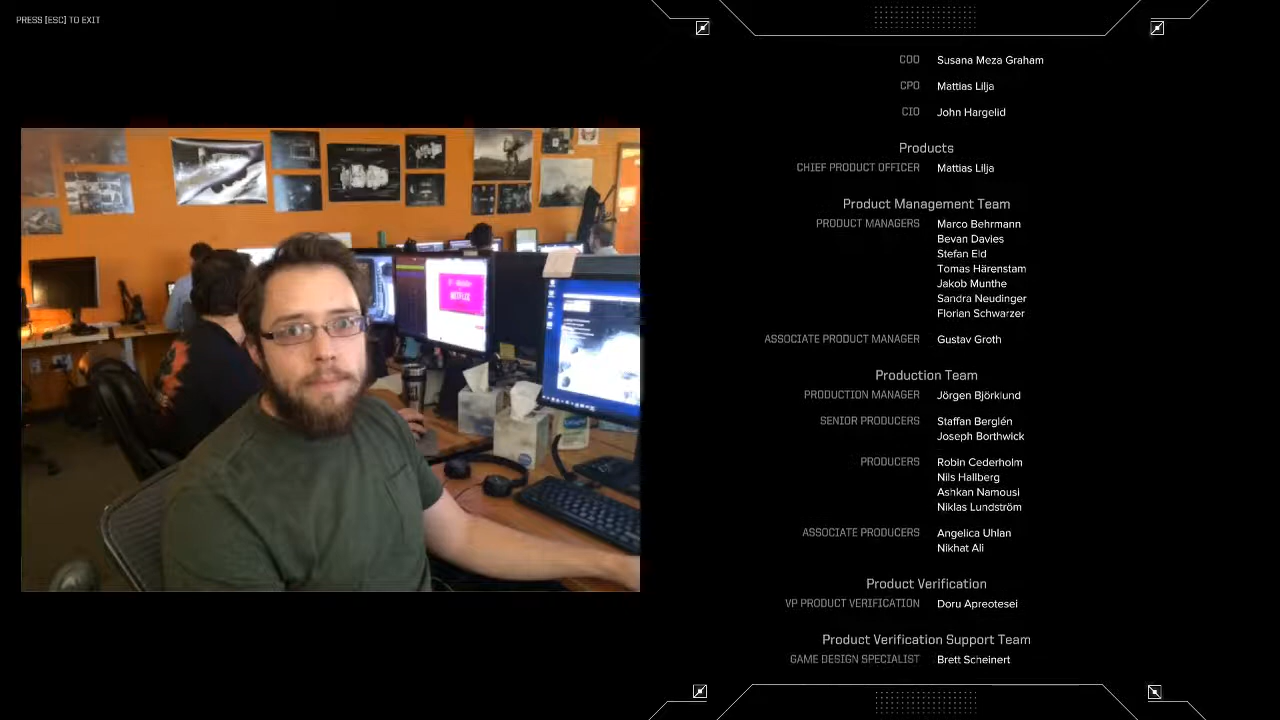 PRESS [ESC] TO EXIT
COO Susana Meza Graham
CPO Mattias Lilja
CIO John Hargelid
Products
CHIEF PRODUCT OFFICER Mattias Lilja
Product Management Team
PRODUCT MANAGERS Marco Behrmann
Bevan Davies
Stefan Eld
Tomas Härenstam
Jakob Munthe
Sandra Neudinger
Florian Schwarzer
ASSOCIATE PRODUCT MANAGER Gustav Groth
Production Team
PRODUCTION MANAGER Jörgen Björklund
SENIOR PRODUCERS Staffan Berglén
Joseph Borthwick
PRODUCERS Robin Cederholm
Nils Hallberg
Ashkan Namousi
Niklas Lundström
ASSOCIATE PRODUCERS Angelica Uhlan
Nikhat Ali
Product Verification
VP PRODUCT VERIFICATION Doru Apreotesei
Product Verification Support Team
GAME DESIGN SPECIALIST Brett Scheinert
NETFLIX